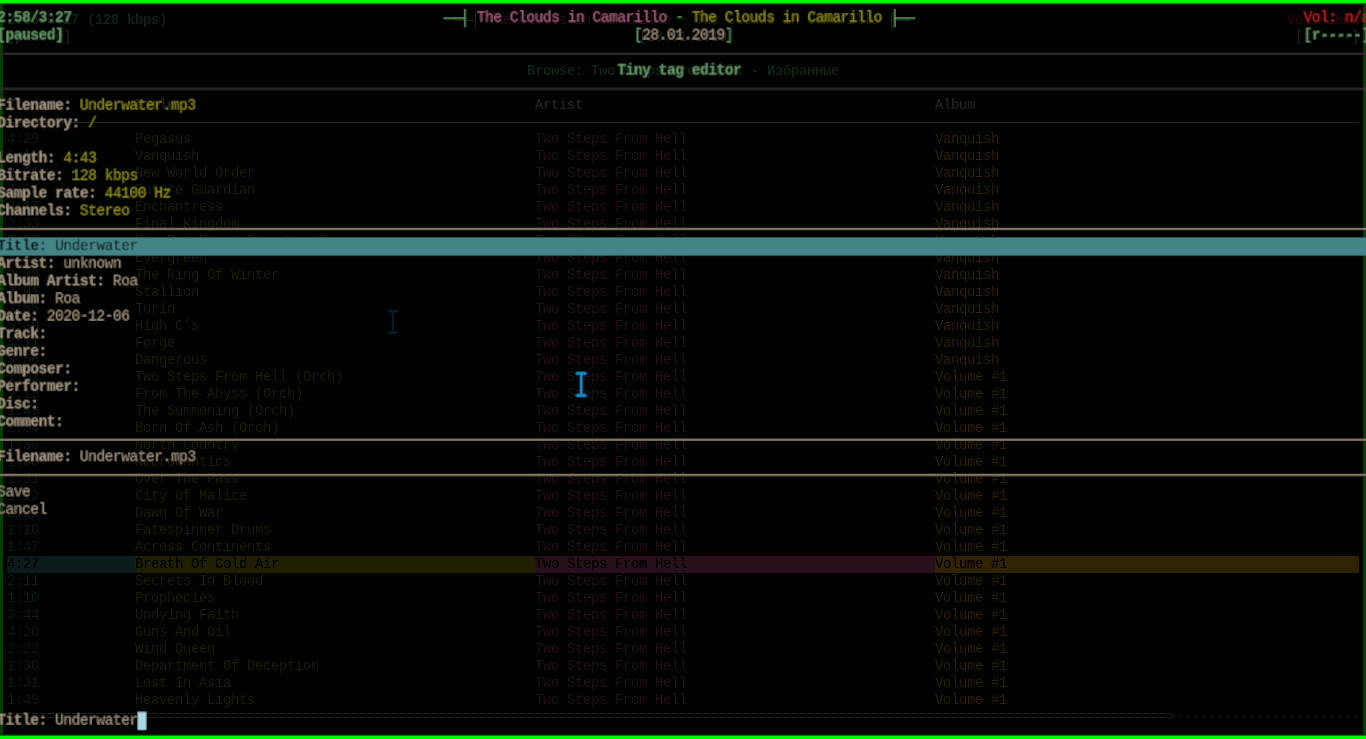 2:58/3:27 7 (128 kbps) The Clouds in Camarillo - The Clouds in Camarillo Vol: n/a
[paused] [28.01.2019] [r-----]
Browse: Two Tiny tag editor - Избранные
Filename: Underwater.mp3 Artist Album
Directory: /
4:29 Pegasus Two Steps From Hell Vanquish
Length: 4:43 Vanquish Two Steps From Hell Vanquish
Bitrate: 128 kbps New World Order Two Steps From Hell Vanquish
Sample rate: 44100 Hz Guardian Two Steps From Hell Vanquish
Channels: Stereo Enchantress Two Steps From Hell Vanquish
Final Kingdom Two Steps From Hell Vanquish
Title: Underwater
Artist: unknown Evergreen Two Steps From Hell Vanquish
Album Artist: Roa The Ring Of Winter Two Steps From Hell Vanquish
Album: Roa Stallion Two Steps From Hell Vanquish
Date: 2020-12-06 Turin Two Steps From Hell Vanquish
Track: High C's Two Steps From Hell Vanquish
Genre: Forge Two Steps From Hell Vanquish
Composer: Dangerous Two Steps From Hell Vanquish
Performer: Two Steps From Hell (Orch) Two Steps From Hell Volume #1
Disc: From The Abyss (Orch) Two Steps From Hell Volume #1
Comment: The Summoning (Orch) Two Steps From Hell Volume #1
Born Of Ash (Orch) Two Steps From Hell Volume #1
North Country Two Steps From Hell Volume #1
Filename: Underwater.mp3 Two Steps From Hell Volume #1
Over The Pass Two Steps From Hell Volume #1
Save City Of Malice Two Steps From Hell Volume #1
Cancel Dawn Of War Two Steps From Hell Volume #1
1:10 Fatespinner Drums Two Steps From Hell Volume #1
1:47 Across Continents Two Steps From Hell Volume #1
4:27 Breath Of Cold Air Two Steps From Hell Volume #1
2:11 Secrets In Blood Two Steps From Hell Volume #1
1:10 Prophecies Two Steps From Hell Volume #1
3:44 Undying Faith Two Steps From Hell Volume #1
4:20 Guns And Oil Two Steps From Hell Volume #1
2:22 Wind Queen Two Steps From Hell Volume #1
1:30 Department Of Deception Two Steps From Hell Volume #1
1:31 Lost In Asia Two Steps From Hell Volume #1
1:49 Heavenly Lights Two Steps From Hell Volume #1
Title: Underwater